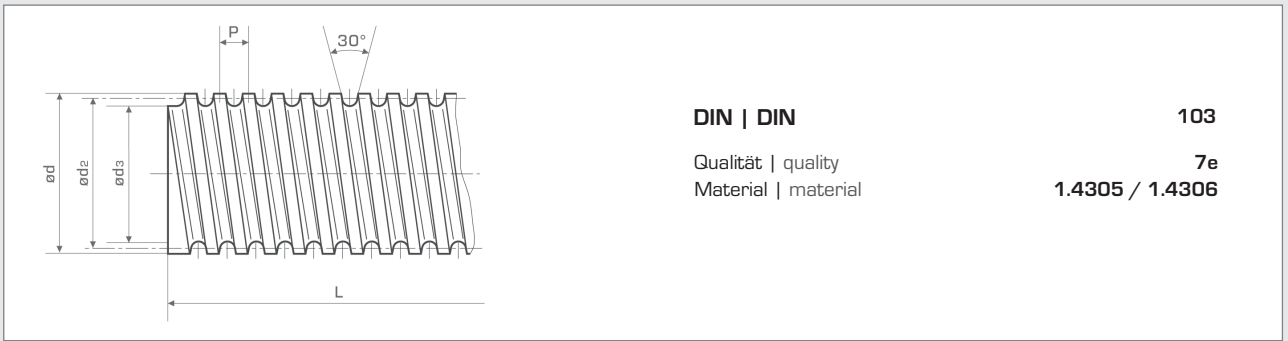 P
30°
ød
ød2
ød3
L
DIN | DIN 103
Qualität | quality 7e
Material | material 1.4305 / 1.4306